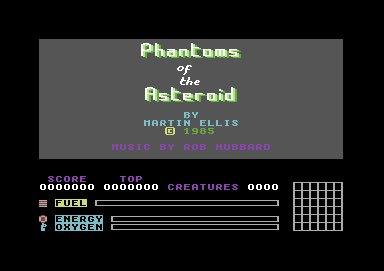 Phantoms
of
the
Asteroid
BY
MARTIN ELLIS
© 1985
MUSIC BY ROB HUBBARD
SCORE TOP
0000000 0000000 CREATURES 0000
FUEL
ENERGY
OXYGEN